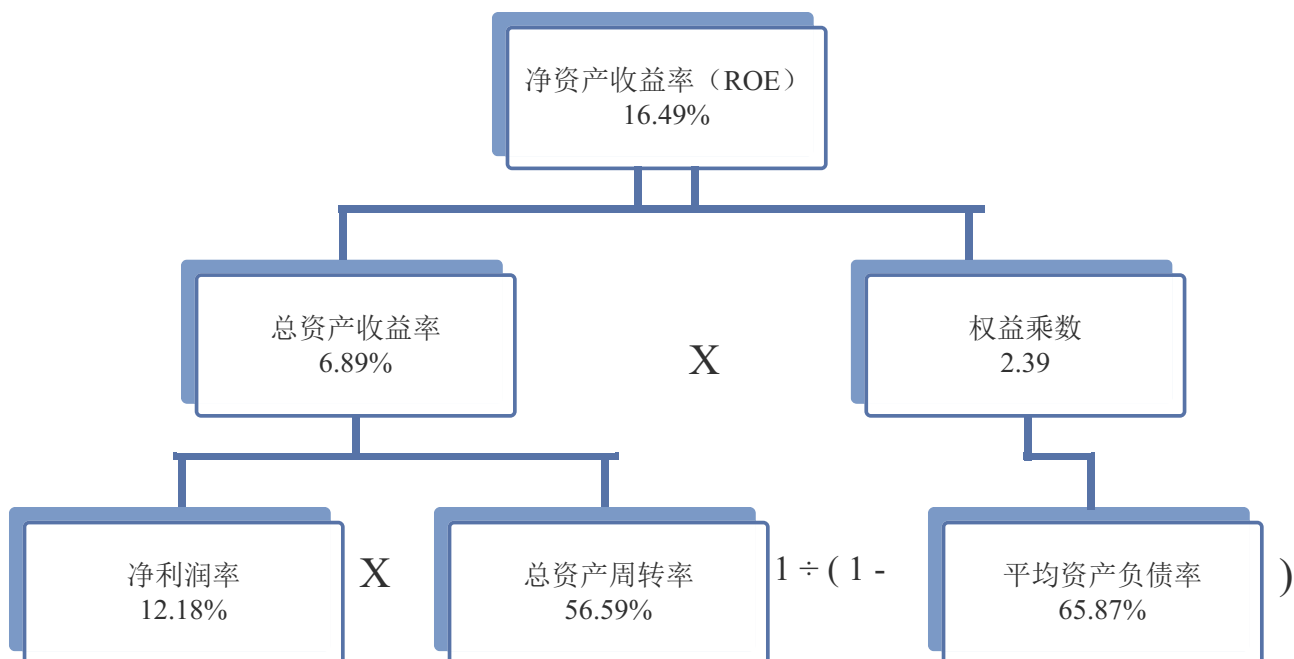 净资产收益率（ROE）
16.49%
总资产收益率
6.89%
X
权益乘数
2.39
净利润率
12.18%
X
总资产周转率
56.59%
1 ÷ ( 1 -
平均资产负债率
65.87%
)